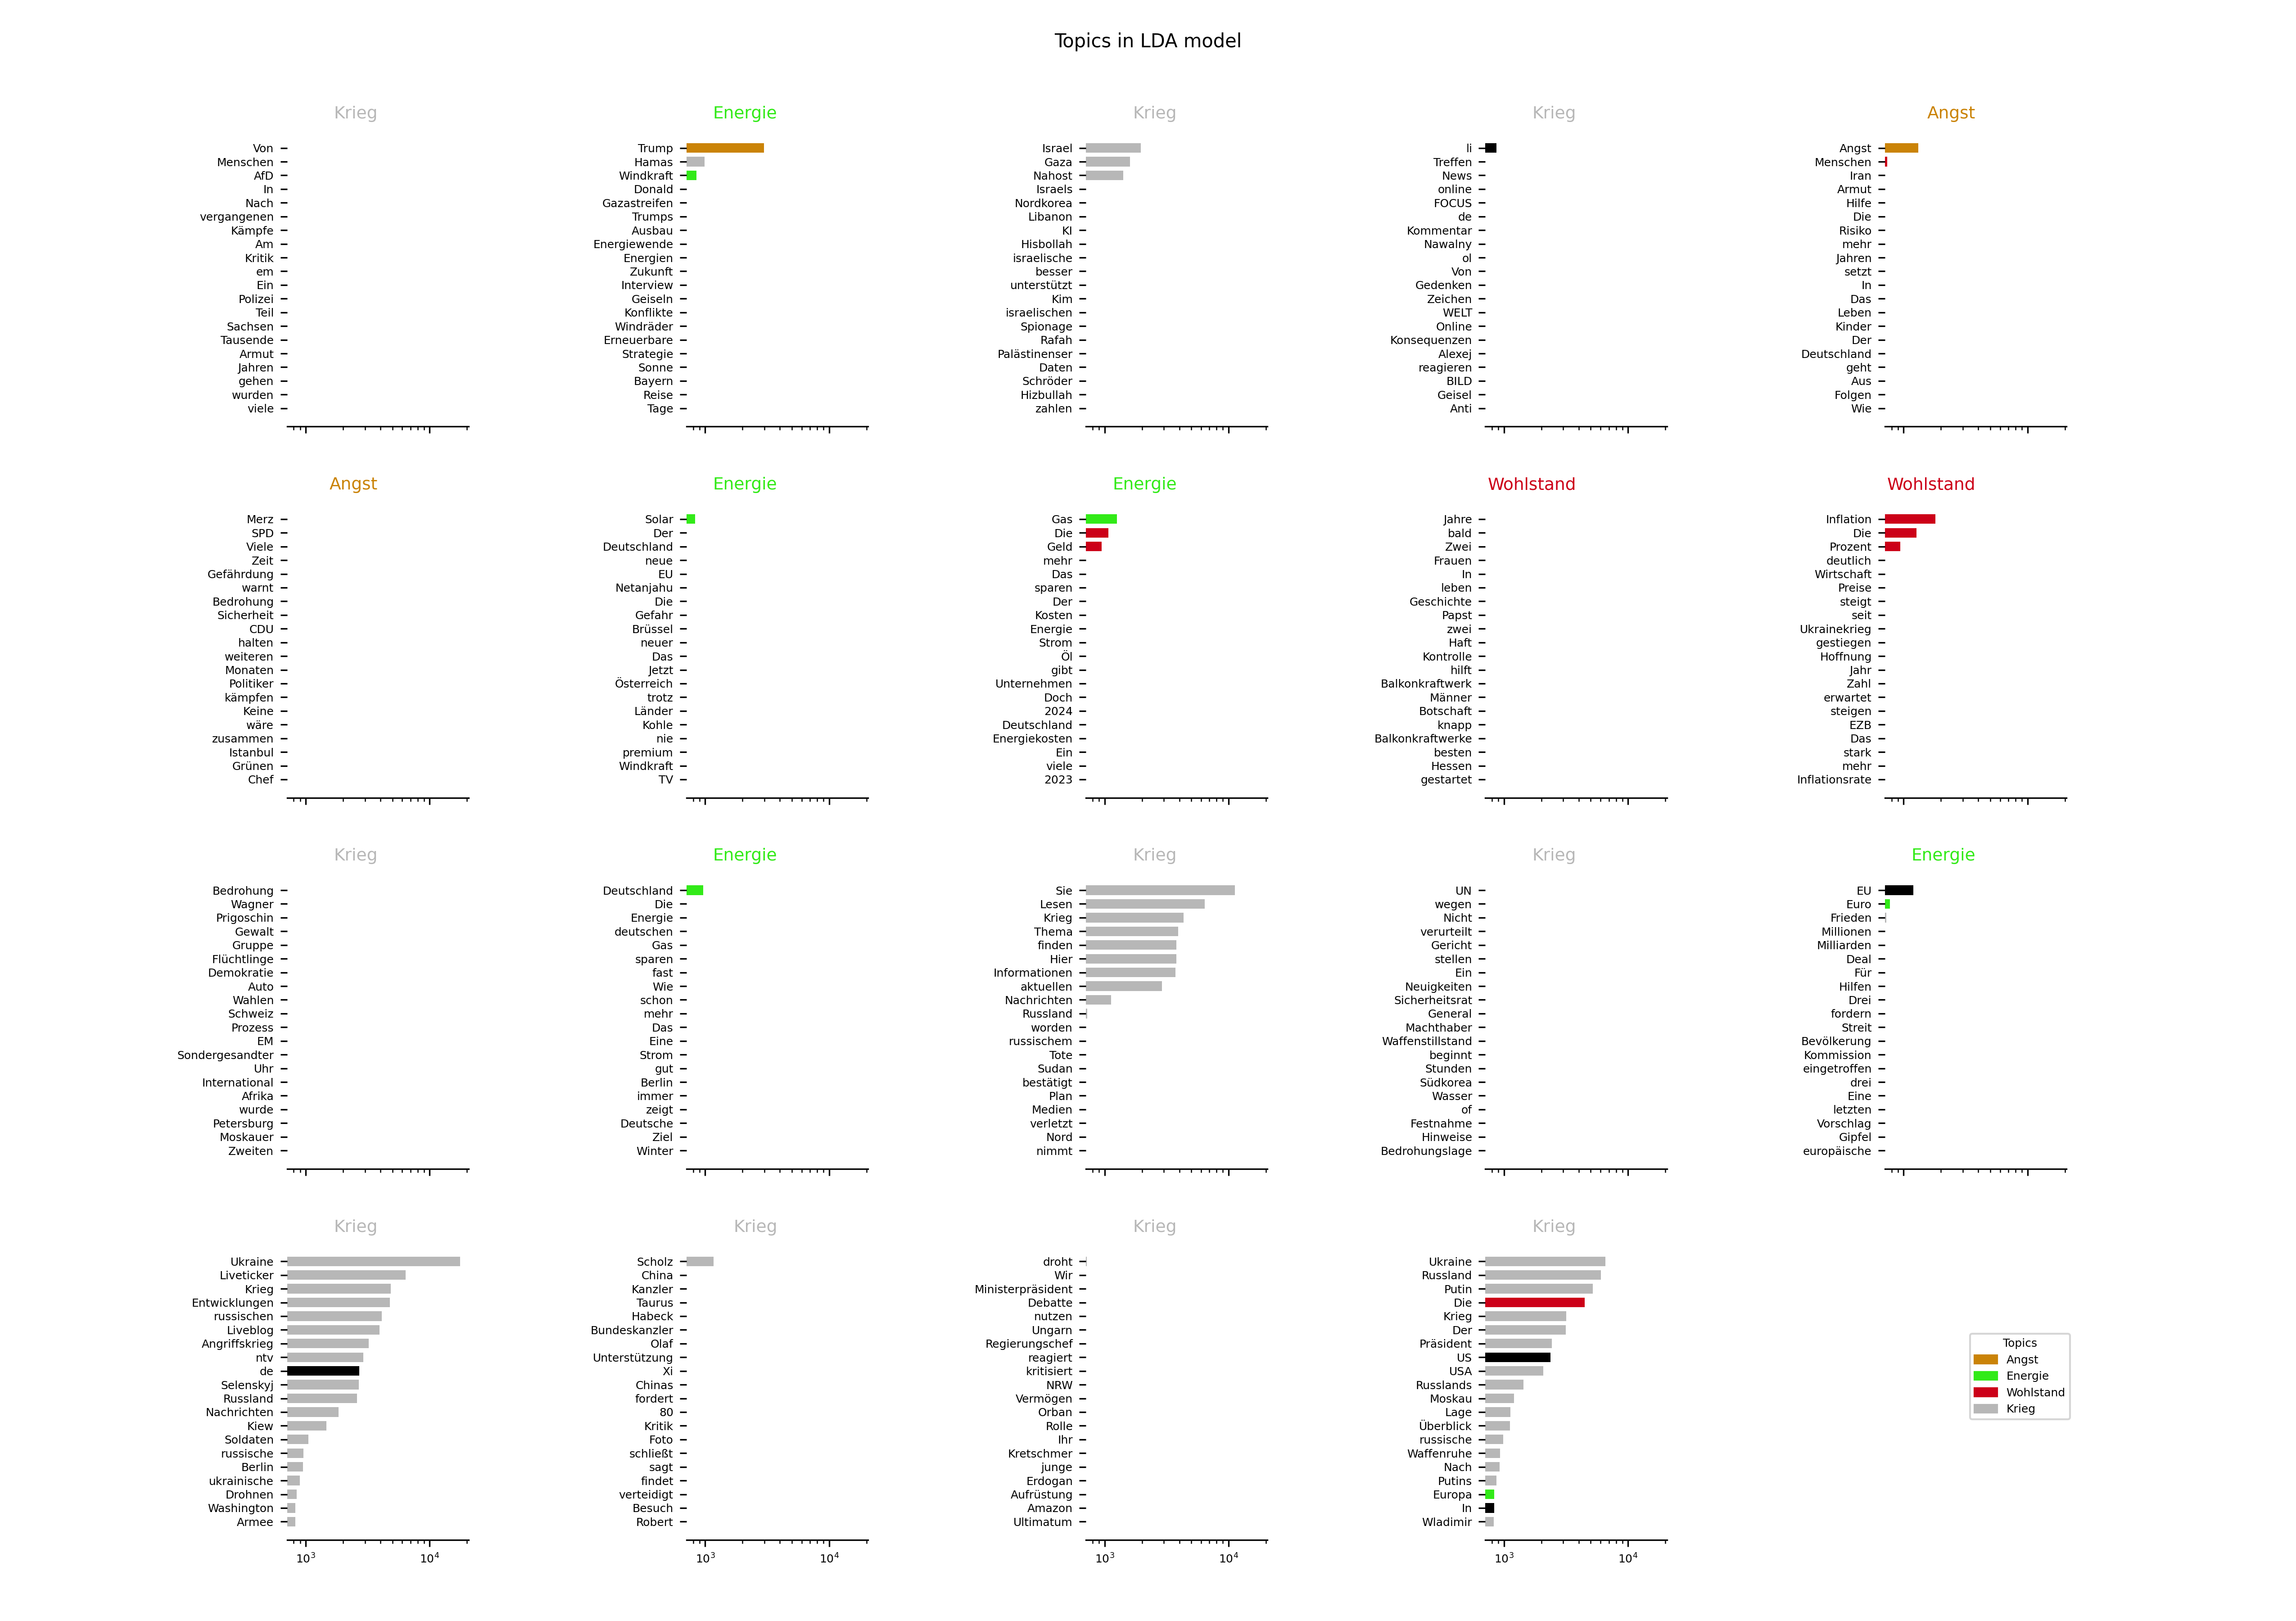 Topics in LDA model
Krieg
Von
Menschen
AfD
In
Nach
vergangenen
Kämpfe
Am
Kritik
em
Ein
Polizei
Teil
Sachsen
Tausende
Armut
Jahren
gehen
wurden
viele
Energie
Trump
Hamas
Windkraft
Donald
Gazastreifen
Trumps
Ausbau
Energiewende
Energien
Zukunft
Interview
Geiseln
Konflikte
Windräder
Erneuerbare
Strategie
Sonne
Bayern
Reise
Tage
Krieg
Israel
Gaza
Nahost
Israels
Nordkorea
Libanon
KI
Hisbollah
israelische
besser
unterstützt
Kim
israelischen
Spionage
Rafah
Palästinenser
Daten
Schröder
Hizbullah
zahlen
Krieg
li
Treffen
News
online
FOCUS
de
Kommentar
Nawalny
ol
Von
Gedenken
Zeichen
WELT
Online
Konsequenzen
Alexej
reagieren
BILD
Geisel
Anti
Angst
Angst
Menschen
Iran
Armut
Hilfe
Die
Risiko
mehr
Jahren
setzt
In
Das
Leben
Kinder
Der
Deutschland
geht
Aus
Folgen
Wie
Angst
Merz
SPD
Viele
Zeit
Gefährdung
warnt
Bedrohung
Sicherheit
CDU
halten
weiteren
Monaten
Politiker
kämpfen
Keine
wäre
zusammen
Istanbul
Grünen
Chef
Energie
Solar
Der
Deutschland
neue
EU
Netanjahu
Die
Gefahr
Brüssel
neuer
Das
Jetzt
Österreich
trotz
Länder
Kohle
nie
premium
Windkraft
TV
Energie
Gas
Die
Geld
mehr
Das
sparen
Der
Kosten
Energie
Strom
Öl
gibt
Unternehmen
Doch
2024
Deutschland
Energiekosten
Ein
viele
2023
Wohlstand
Jahre
bald
Zwei
Frauen
In
leben
Geschichte
Papst
zwei
Haft
Kontrolle
hilft
Balkonkraftwerk
Männer
Botschaft
knapp
Balkonkraftwerke
besten
Hessen
gestartet
Wohlstand
Inflation
Die
Prozent
deutlich
Wirtschaft
Preise
steigt
seit
Ukrainekrieg
gestiegen
Hoffnung
Jahr
Zahl
erwartet
steigen
EZB
Das
stark
mehr
Inflationsrate
Krieg
Bedrohung
Wagner
Prigoschin
Gewalt
Gruppe
Flüchtlinge
Demokratie
Auto
Wahlen
Schweiz
Prozess
EM
Sondergesandter
Uhr
International
Afrika
wurde
Petersburg
Moskauer
Zweiten
Energie
Deutschland
Die
Energie
deutschen
Gas
sparen
fast
Wie
schon
mehr
Das
Eine
Strom
gut
Berlin
immer
zeigt
Deutsche
Ziel
Winter
Krieg
Sie
Lesen
Krieg
Thema
finden
Hier
Informationen
aktuellen
Nachrichten
Russland
worden
russischem
Tote
Sudan
bestätigt
Plan
Medien
verletzt
Nord
nimmt
Krieg
UN
wegen
Nicht
verurteilt
Gericht
stellen
Ein
Neuigkeiten
Sicherheitsrat
General
Machthaber
Waffenstillstand
beginnt
Stunden
Südkorea
Wasser
of
Festnahme
Hinweise
Bedrohungslage
Energie
EU
Euro
Frieden
Millionen
Milliarden
Deal
Für
Hilfen
Drei
fordern
Streit
Bevölkerung
Kommission
eingetroffen
drei
Eine
letzten
Vorschlag
Gipfel
europäische
Krieg
Ukraine
Liveticker
Krieg
Entwicklungen
russischen
Liveblog
Angriffskrieg
ntv
de
Selenskyj
Russland
Nachrichten
Kiew
Soldaten
russische
Berlin
ukrainische
Drohnen
Washington
Armee
10³ 10⁴
Krieg
Scholz
China
Kanzler
Taurus
Habeck
Bundeskanzler
Olaf
Unterstützung
Xi
Chinas
fordert
80
Kritik
Foto
schließt
sagt
findet
verteidigt
Besuch
Robert
10³ 10⁴
Krieg
droht
Wir
Ministerpräsident
Debatte
nutzen
Ungarn
Regierungschef
reagiert
kritisiert
NRW
Vermögen
Orban
Rolle
Ihr
Kretschmer
junge
Erdogan
Aufrüstung
Amazon
Ultimatum
10³ 10⁴
Krieg
Ukraine
Russland
Putin
Die
Krieg
Der
Präsident
US
USA
Russlands
Moskau
Lage
Überblick
russische
Waffenruhe
Nach
Putins
Europa
In
Wladimir
10³ 10⁴
Topics
Angst
Energie
Wohlstand
Krieg